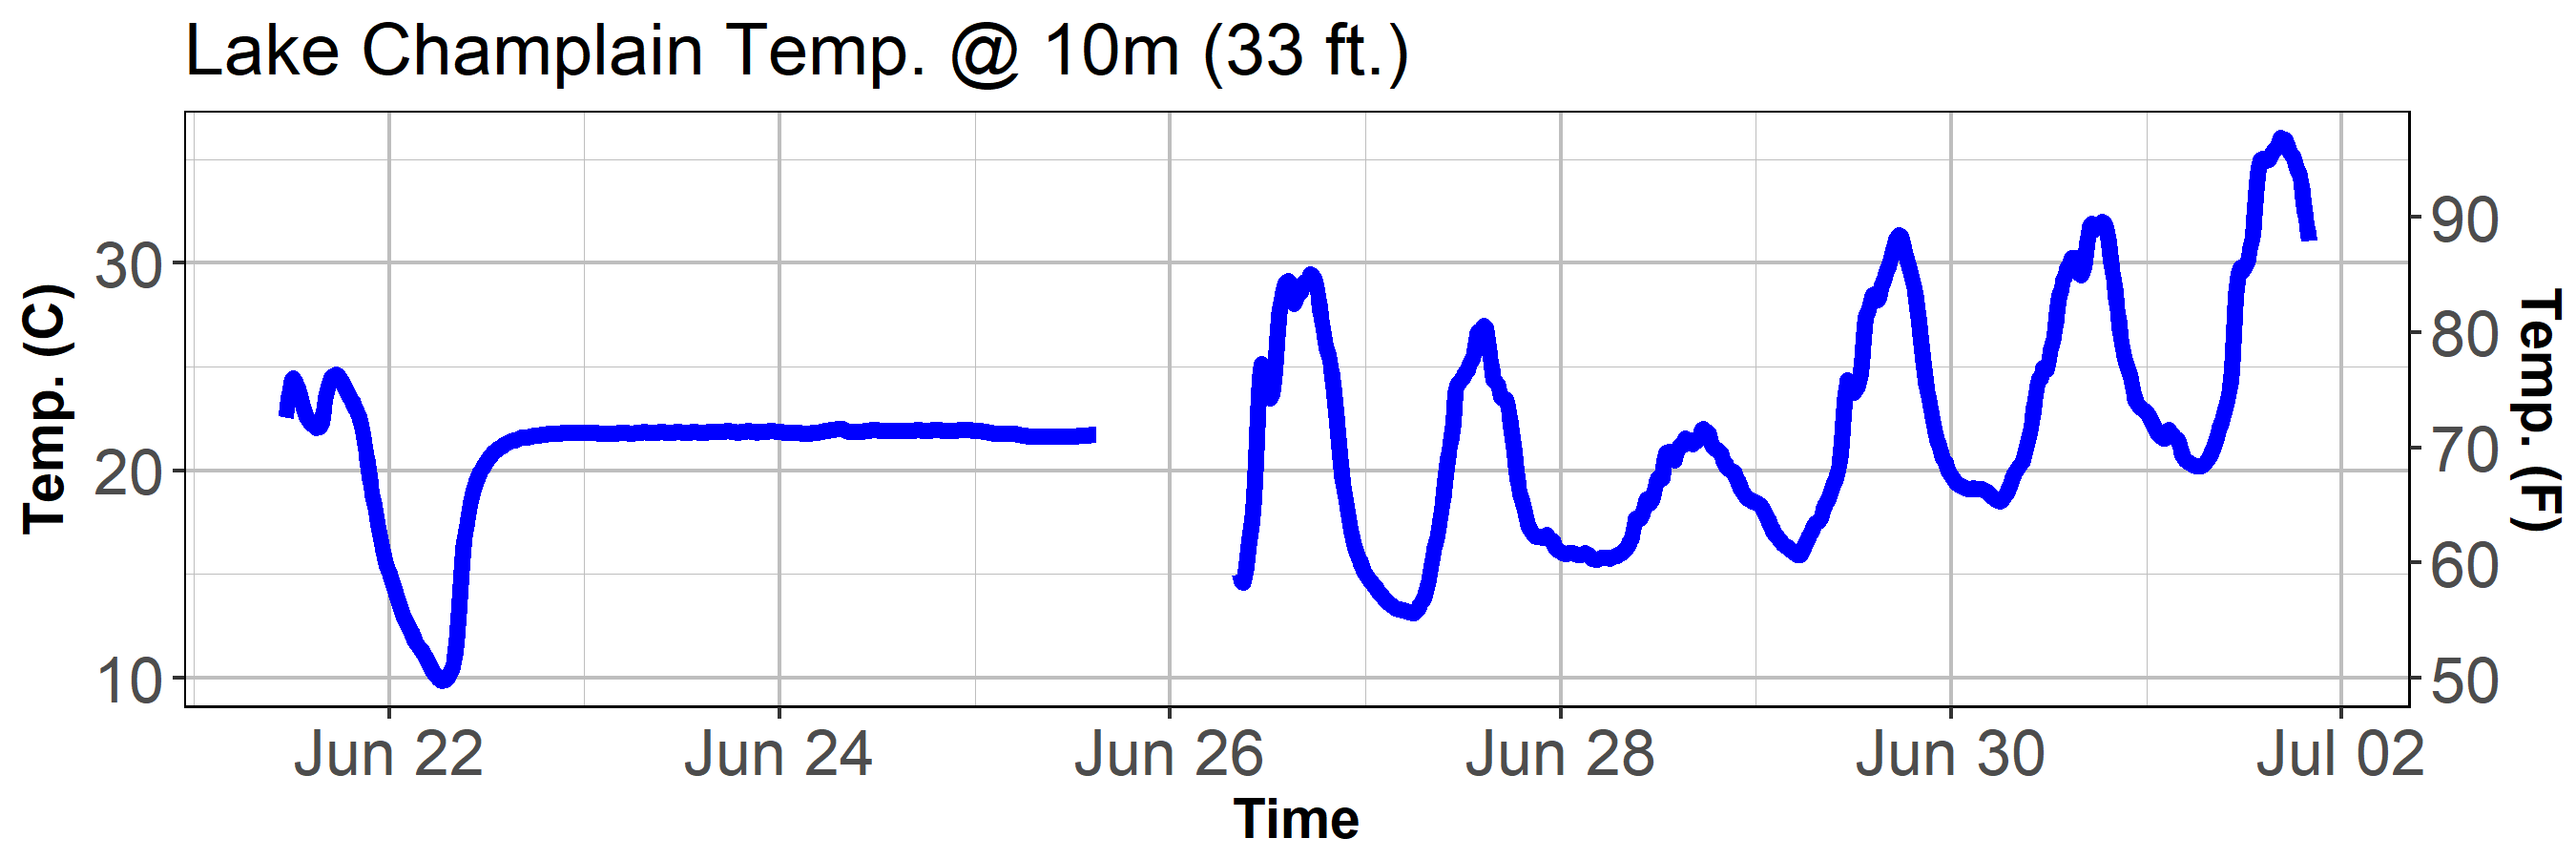 Lake Champlain Temp. @ 10m (33 ft.)
Temp. (C)
30
20
10
90
80
70
60
50
Temp. (F)
Jun 22 Jun 24 Jun 26 Jun 28 Jun 30 Jul 02
Time